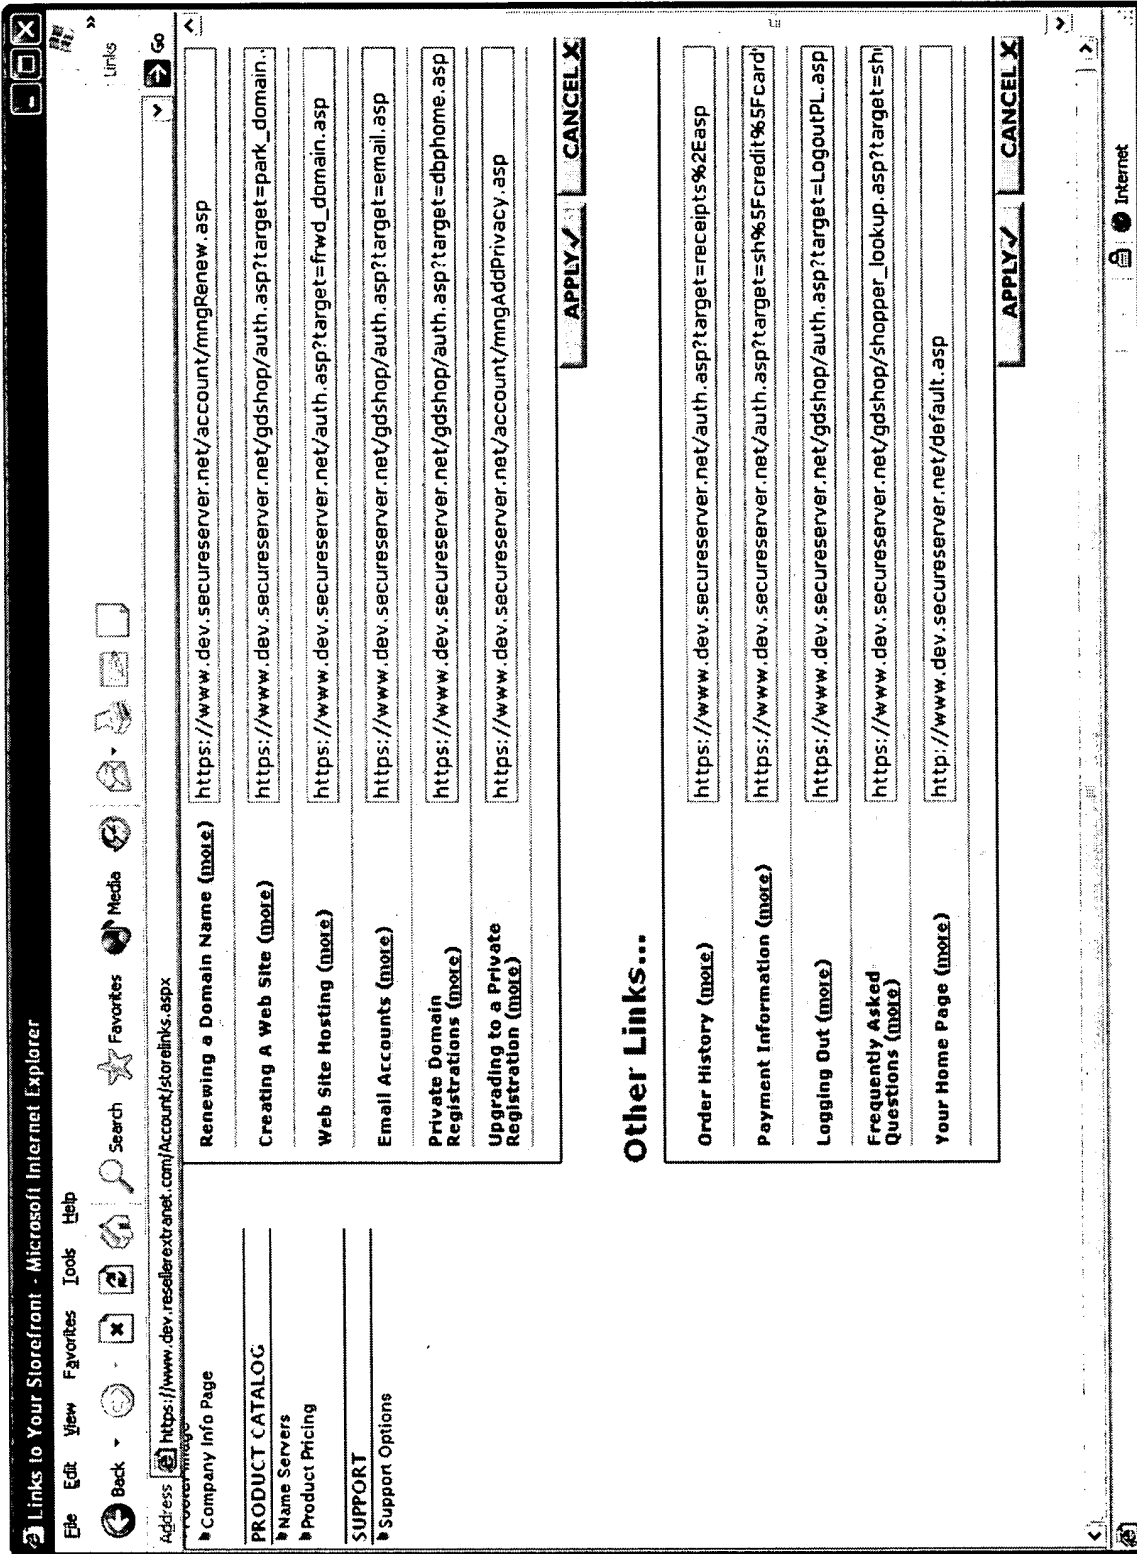 Links to Your Storefront - Microsoft Internet Explorer
File Edit View Favorites Tools Help
Back Search Favorites Media
Links
Address https://www.dev.resellerextranet.com/Account/storelinks.aspx Go
Footer Image
Company Info Page
PRODUCT CATALOG
Name Servers
Product Pricing
SUPPORT
Support Options
Renewing a Domain Name (more) https://www.dev.secureserver.net/account/mngRenew.asp
Creating A Web Site (more) https://www.dev.secureserver.net/gdshop/auth.asp?target=park_domain.
Web Site Hosting (more) https://www.dev.secureserver.net/auth.asp?target=frwd_domain.asp
Email Accounts (more) https://www.dev.secureserver.net/gdshop/auth.asp?target=email.asp
Private Domain
Registrations (more) https://www.dev.secureserver.net/gdshop/auth.asp?target=dbphome.asp
Upgrading to a Private
Registration (more) https://www.dev.secureserver.net/account/mngAddPrivacy.asp
APPLY✓ CANCEL X
Other Links...
Order History (more) https://www.dev.secureserver.net/auth.asp?target=receipts%2Easp
Payment Information (more) https://www.dev.secureserver.net/auth.asp?target=sh%5Fcredit%5Fcard
Logging Out (more) https://www.dev.secureserver.net/gdshop/auth.asp?target=LogoutPL.asp
Frequently Asked
Questions (more) https://www.dev.secureserver.net/gdshop/shopper_lookup.asp?target=sh
Your Home Page (more) http://www.dev.secureserver.net/default.asp
APPLY✓ CANCEL X
Internet